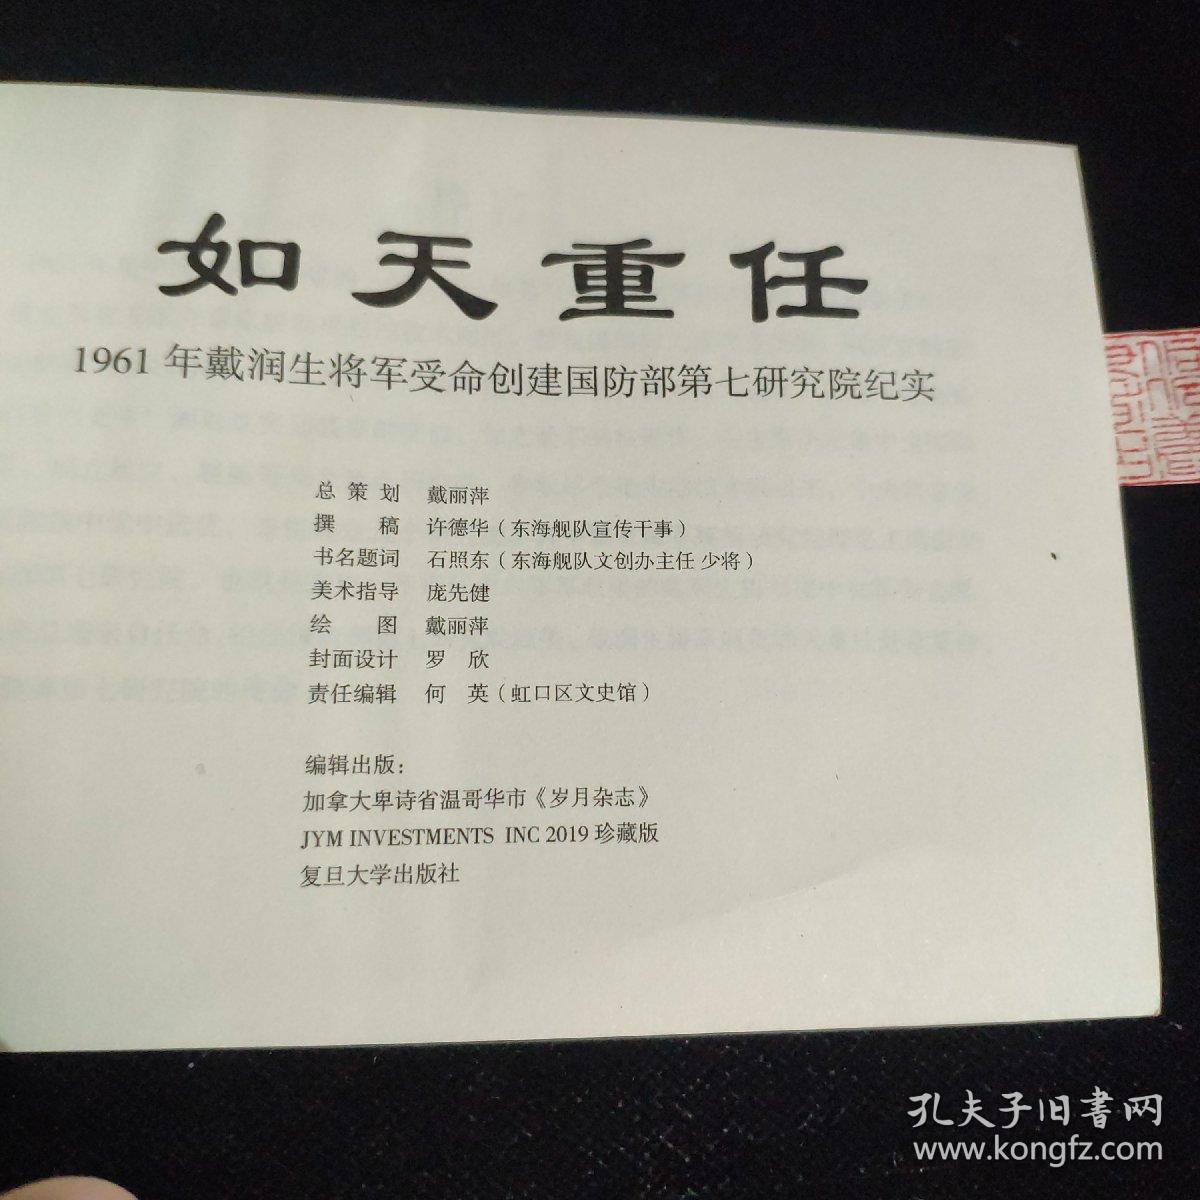 如天重任
1961年戴润生将军受命创建国防部第七研究院纪实
总策划 戴丽萍
撰稿 许德华（东海舰队宣传干事）
书名题词 石照东（东海舰队文创办主任 少将）
美术指导 庞先健
绘图 戴丽萍
封面设计 罗欣
责任编辑 何英（虹口区文史馆）
编辑出版：
加拿大卑诗省温哥华市《岁月杂志》
JYM INVESTMENTS INC 2019 珍藏版
复旦大学出版社
孔夫子旧書网
www.kongfz.com